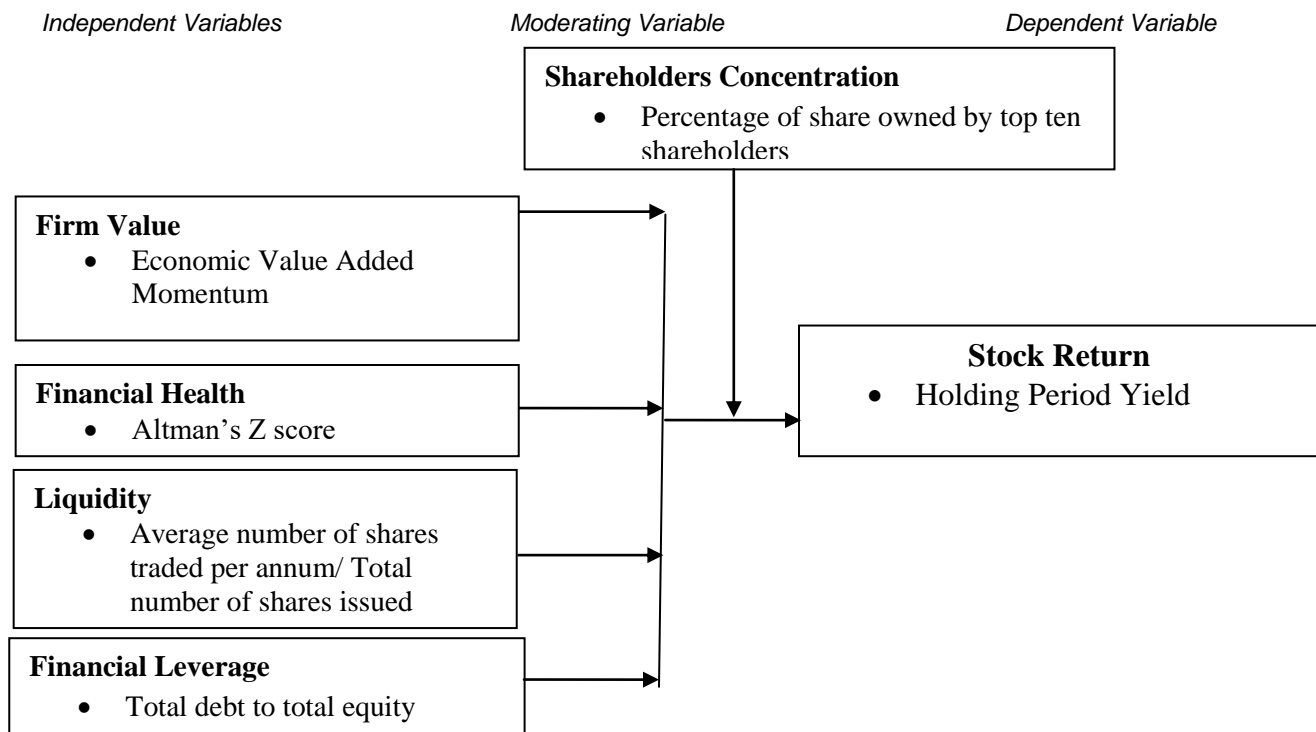 Independent Variables
Moderating Variable
Dependent Variable
Shareholders Concentration
• Percentage of share owned by top ten
shareholders
Firm Value
• Economic Value Added
Momentum
Financial Health
• Altman’s Z score
Liquidity
• Average number of shares
traded per annum/ Total
number of shares issued
Financial Leverage
• Total debt to total equity
Stock Return
• Holding Period Yield